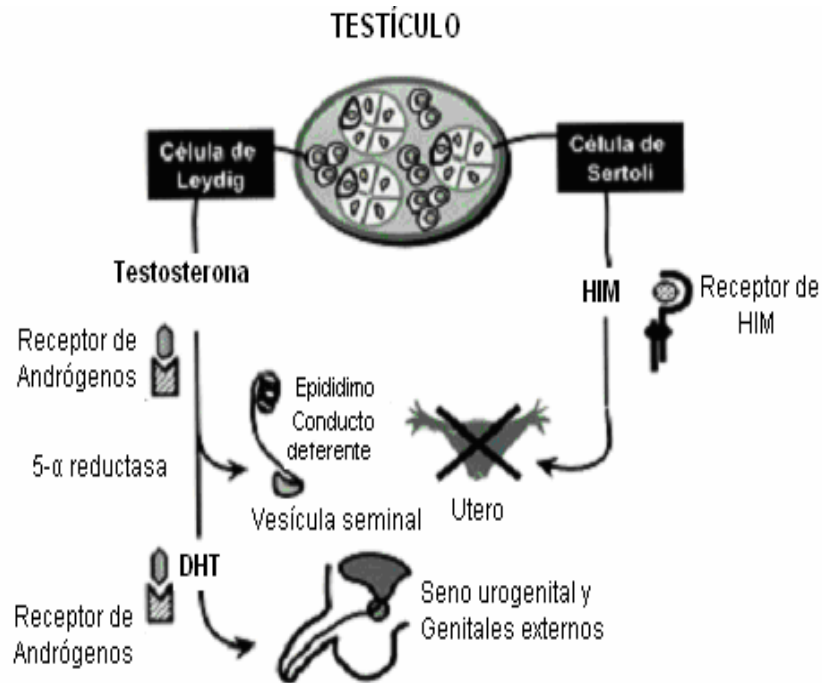 TESTÍCULO
Célula de
Leydig
Célula de
Sertoli
Testosterona
HIM
Receptor de
HIM
Receptor de
Andrógenos
Epididimo
Conducto
deferente
5-α reductasa
Vesícula seminal
Utero
DHT
Receptor de
Andrógenos
Seno urogenital y
Genitales externos